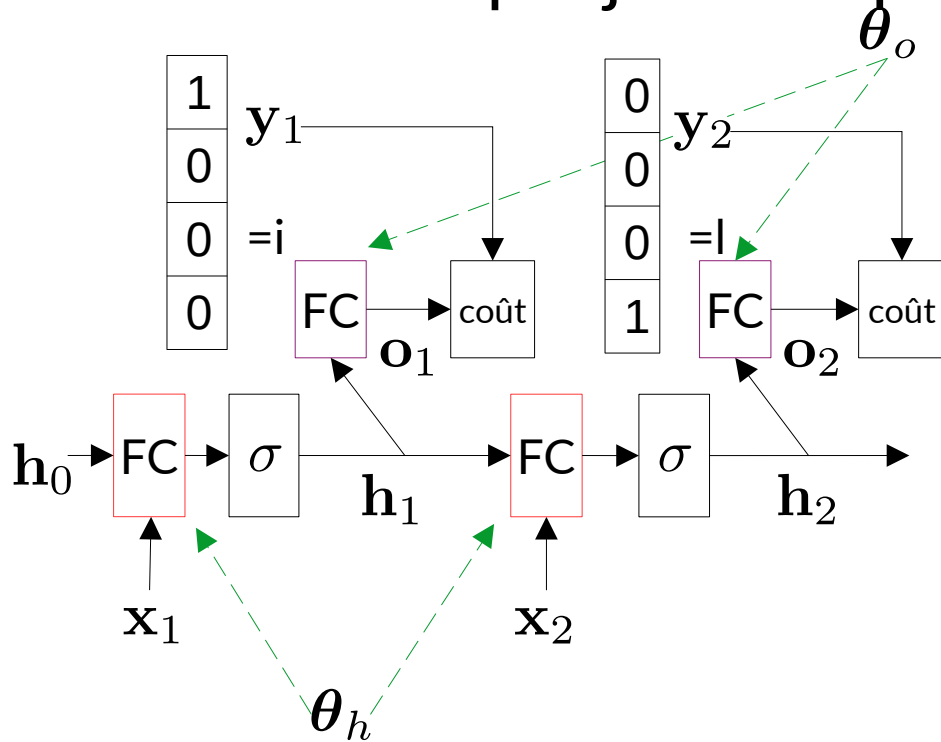 θₒ
1
0
0
0
y₁
=i
0
0
0
1
y₂
=l
FC
coût
o₁
FC
coût
o₂
h₀
FC
σ
h₁
FC
σ
h₂
x₁
x₂
θₕ